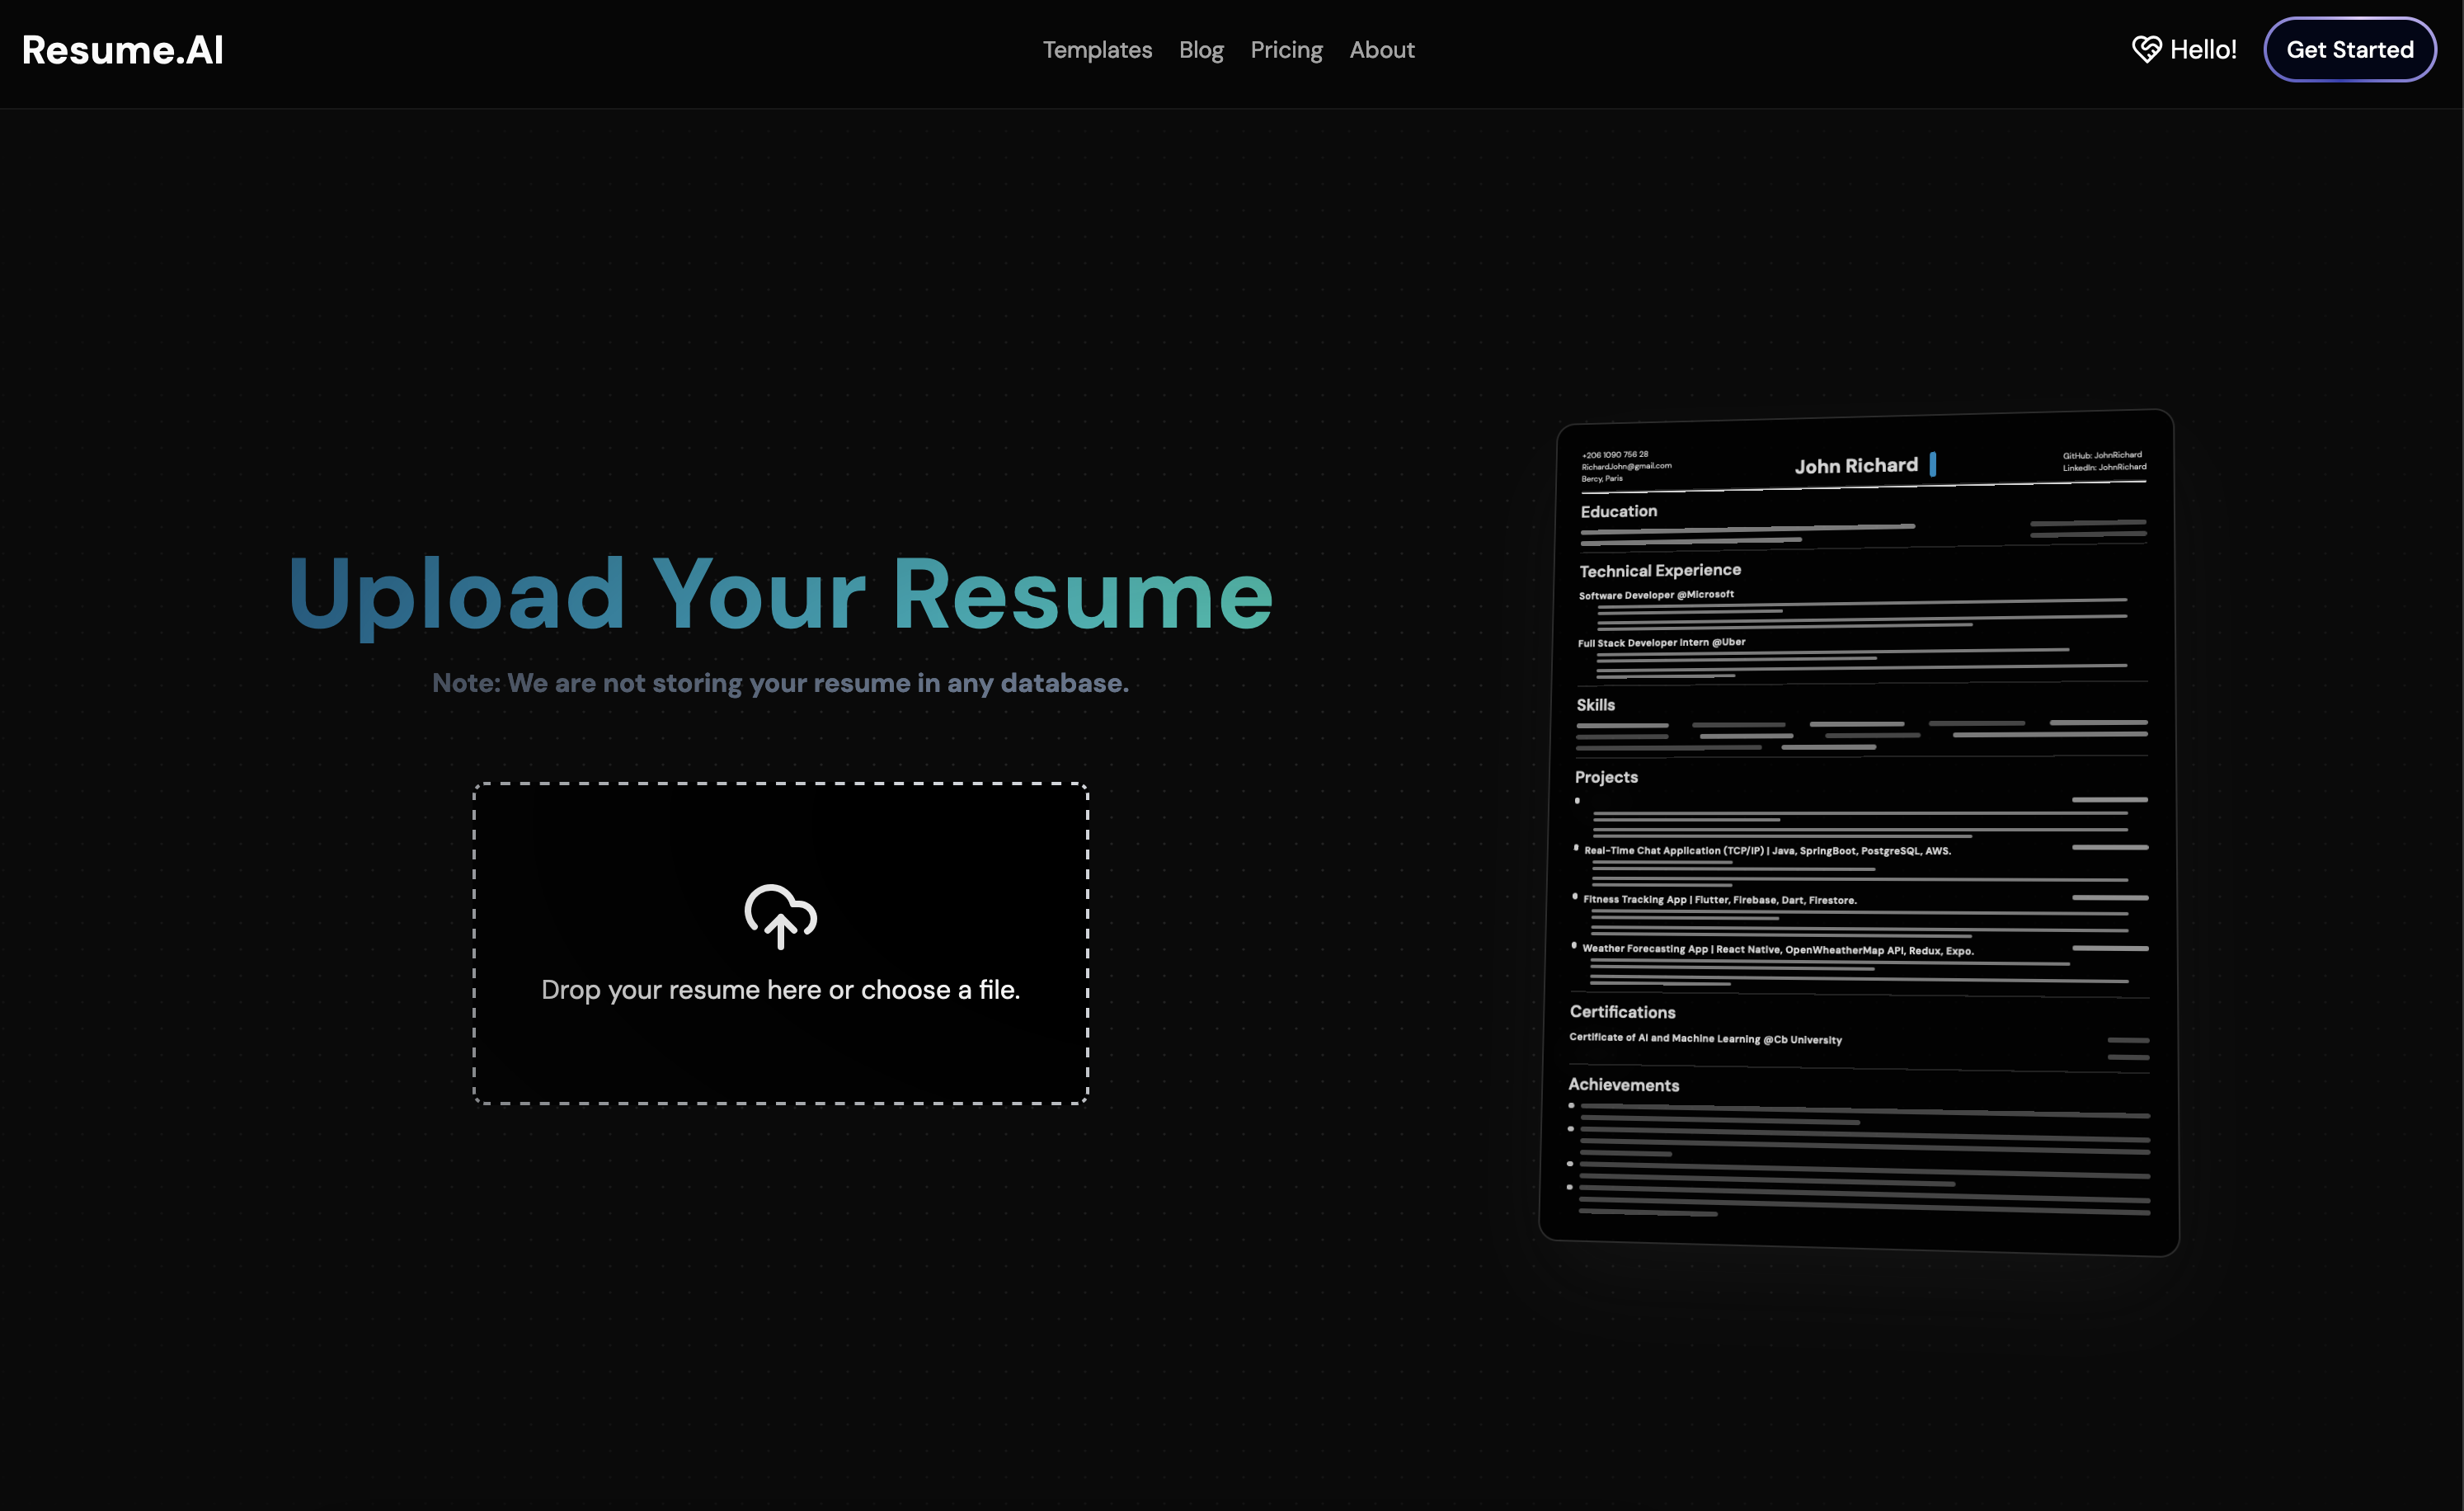 Resume.AI
Templates Blog Pricing About
Hello! Get Started
Upload Your Resume
Note: We are not storing your resume in any database.
Drop your resume here or choose a file.
+206 1090 756 28
RichardJohn@gmail.com
Bercy, Paris
John Richard
GitHub: JohnRichard
LinkedIn: JohnRichard
Education
Technical Experience
Software Developer @Microsoft
Full Stack Developer Intern @Uber
Skills
Projects
Real-Time Chat Application (TCP/IP) | Java, SpringBoot, PostgreSQL, AWS.
Fitness Tracking App | Flutter, Firebase, Dart, Firestore.
Weather Forecasting App | React Native, OpenWheatherMap API, Redux, Expo.
Certifications
Certificate of AI and Machine Learning @Cb University
Achievements